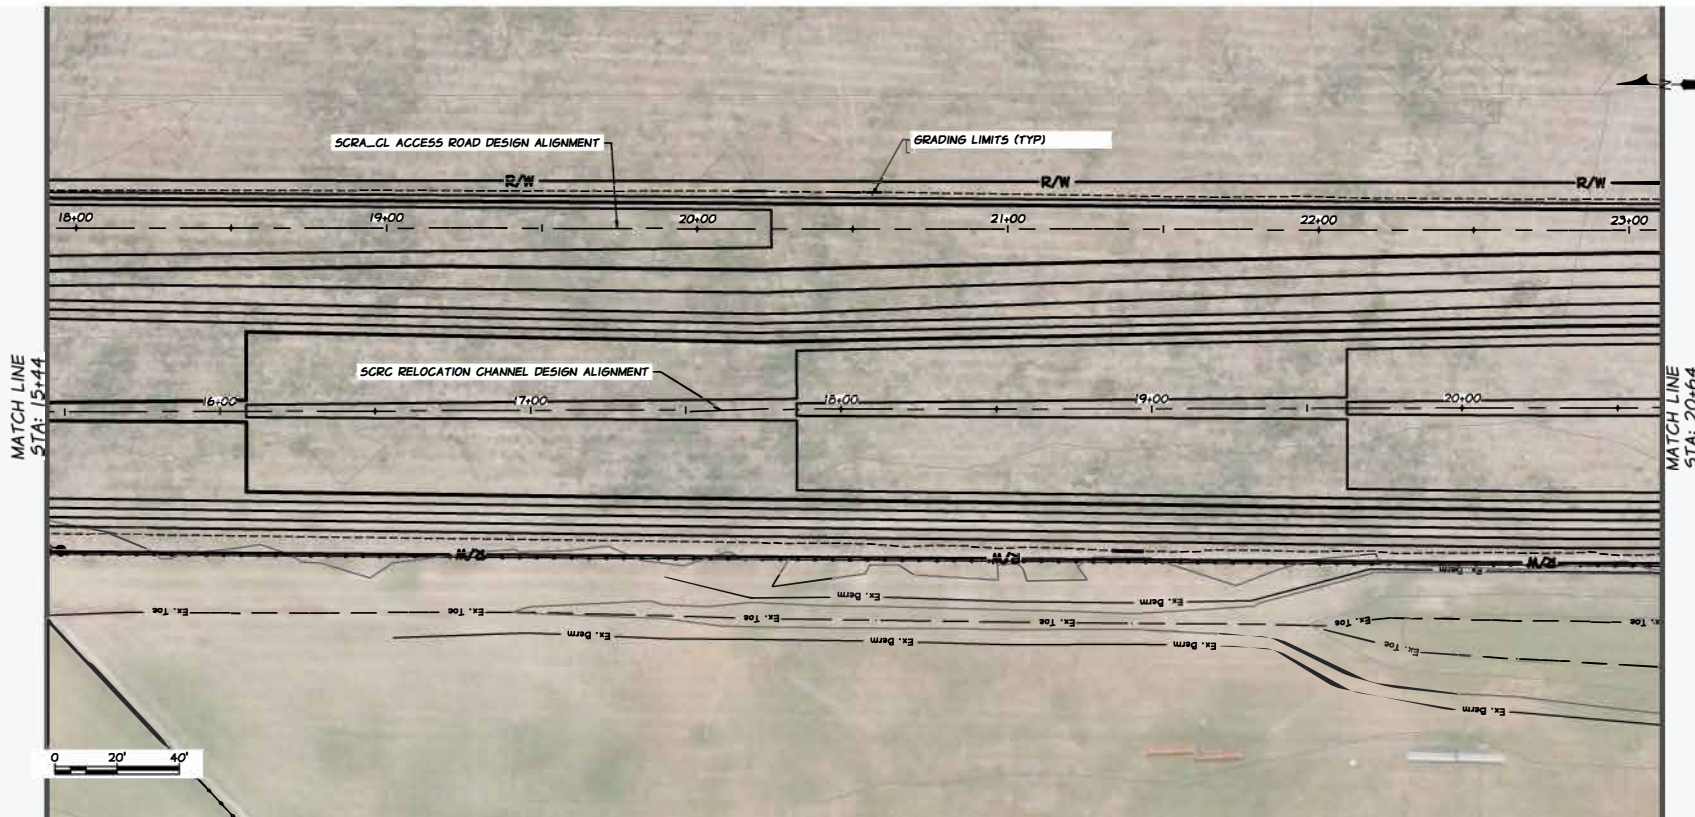 N
SCRA_CL ACCESS ROAD DESIGN ALIGNMENT
GRADING LIMITS (TYP)
R/W
R/W
R/W
18+00
19+00
20+00
21+00
22+00
23+00
MATCH LINE
STA: 15+44
MATCH LINE
STA: 20+64
SCRC RELOCATION CHANNEL DESIGN ALIGNMENT
16+00
17+00
18+00
19+00
20+00
R/W
R/W
R/W
Ex. Berm
Ex. Berm
Ex. Berm
Ex. Toe
Ex. Toe
Ex. Toe
Ex. Toe
Ex. Toe
Ex. Toe
Ex. Toe
Ex. Berm
Ex. Berm
Ex. Berm
Ex. Berm
0 20' 40'